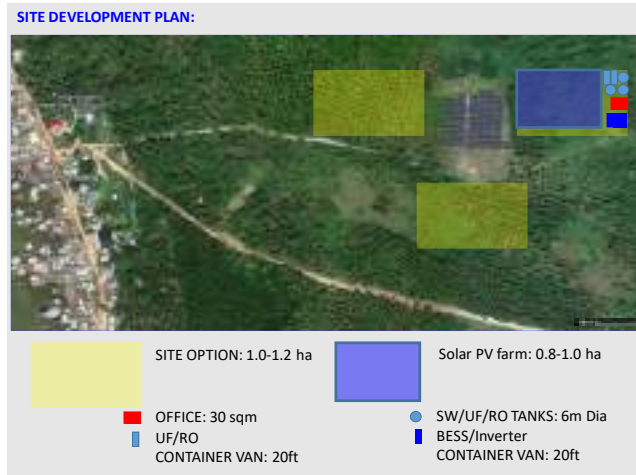 SITE DEVELOPMENT PLAN:
SITE OPTION: 1.0-1.2 ha
Solar PV farm: 0.8-1.0 ha
OFFICE: 30 sqm
SW/UF/RO TANKS: 6m Dia
UF/RO
CONTAINER VAN: 20ft
BESS/Inverter
CONTAINER VAN: 20ft